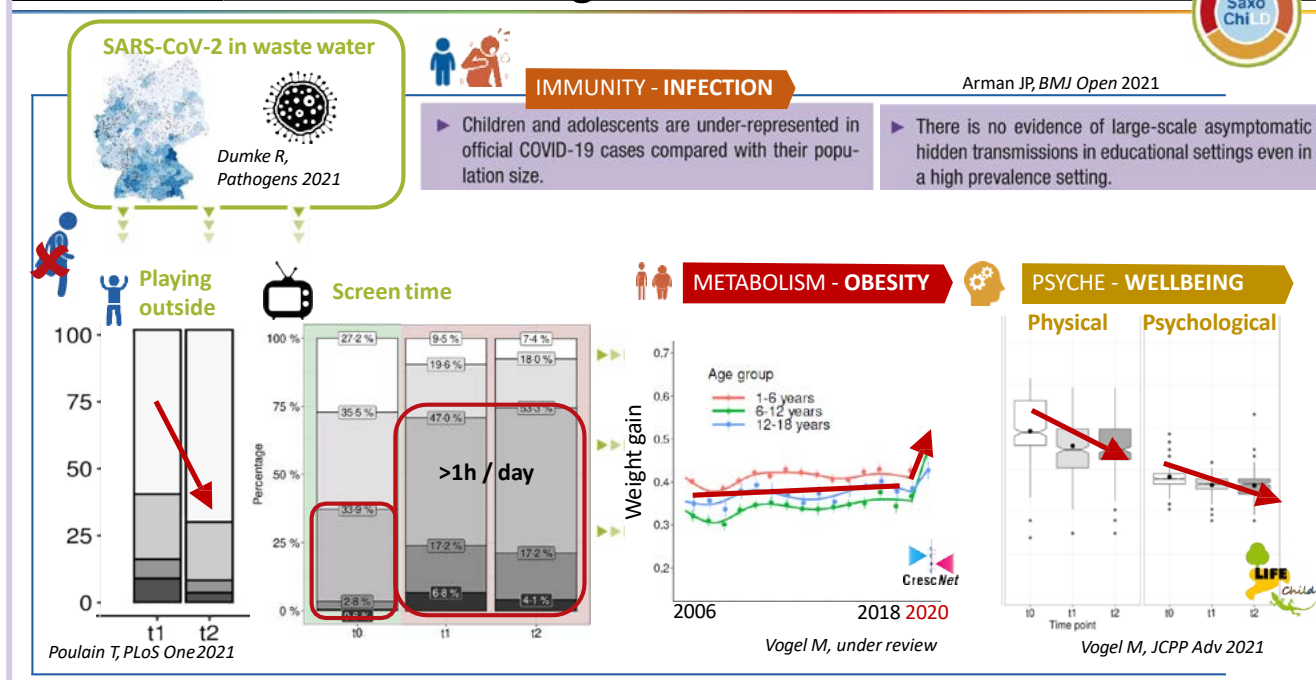 SARS-CoV-2 in waste water
Dumke R,
Pathogens 2021
IMMUNITY - INFECTION
Arman JP, BMJ Open 2021
Saxo
ChiLD
► Children and adolescents are under-represented in
official COVID-19 cases compared with their popu-
lation size.
► There is no evidence of large-scale asymptomatic
hidden transmissions in educational settings even in
a high prevalence setting.
Playing
outside
100
75
50
25
0
t1
t2
Poulain T, PLoS One 2021
Screen time
Percentage
100 %
75 %
50 %
25 %
0 %
27·2 %
35·5 %
33·9 %
2·8 %
0·6 %
9·5 %
19·6 %
47·0 %
17·2 %
6·8 %
7·4 %
18·0 %
53·3 %
17·2 %
4·1 %
>1h / day
t0
t1
t2
METABOLISM - OBESITY
Weight gain
0.7
0.6
0.5
0.4
0.3
0.2
Age group
1-6 years
6-12 years
12-18 years
CrescNet
2006
2018 2020
Vogel M, under review
PSYCHE - WELLBEING
Physical
Psychological
t0
t1
t2
Time point
t0
t1
t2
LIFE
Child
Vogel M, JCPP Adv 2021